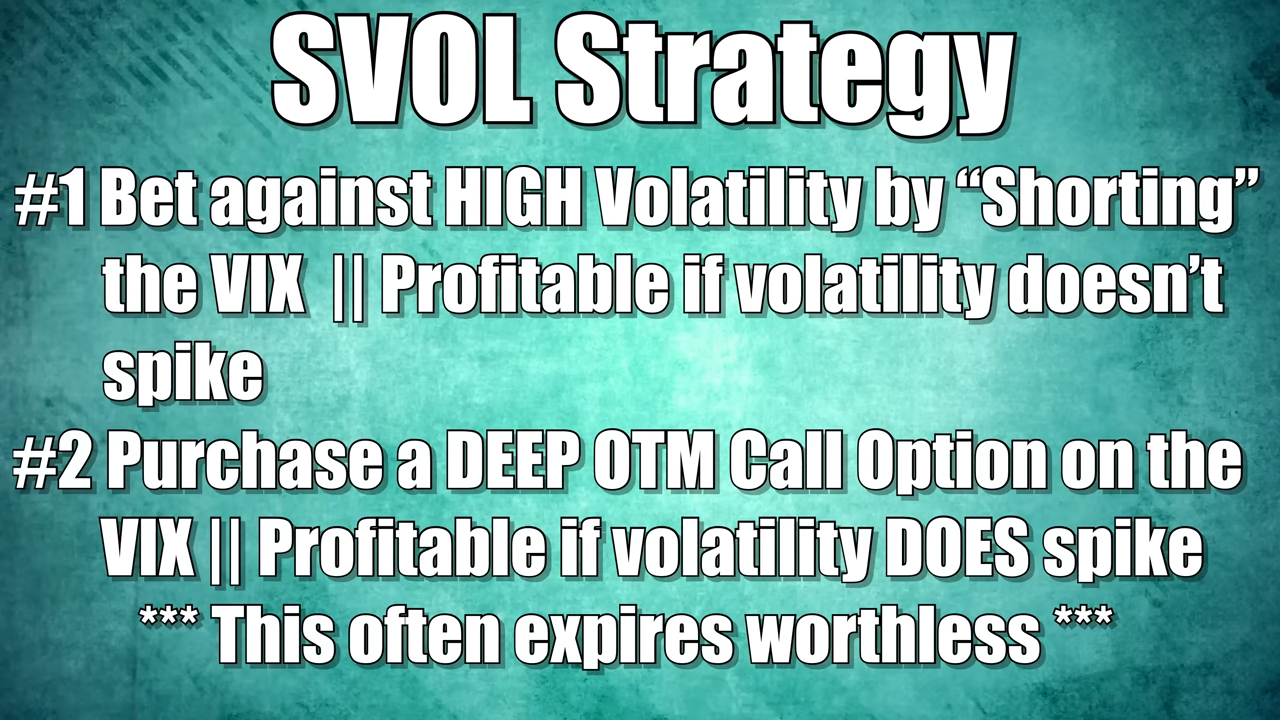 SVOL Strategy
#1 Bet against HIGH Volatility by “Shorting”
the VIX || Profitable if volatility doesn’t
spike
#2 Purchase a DEEP OTM Call Option on the
VIX || Profitable if volatility DOES spike
*** This often expires worthless ***